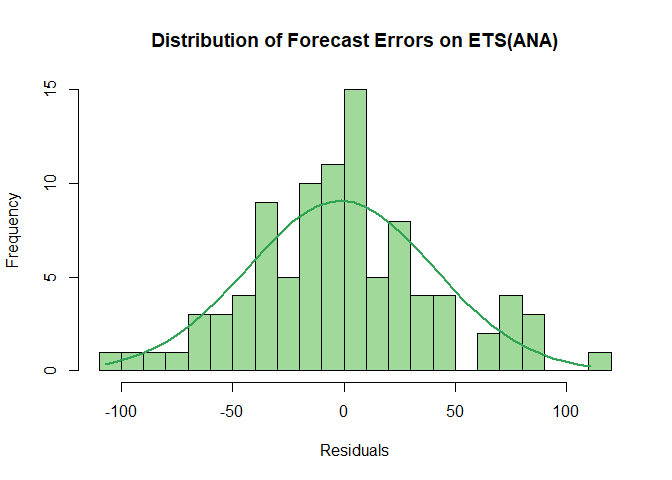 Distribution of Forecast Errors on ETS(ANA)
15
10
5
0
Frequency
-100 -50 0 50 100
Residuals